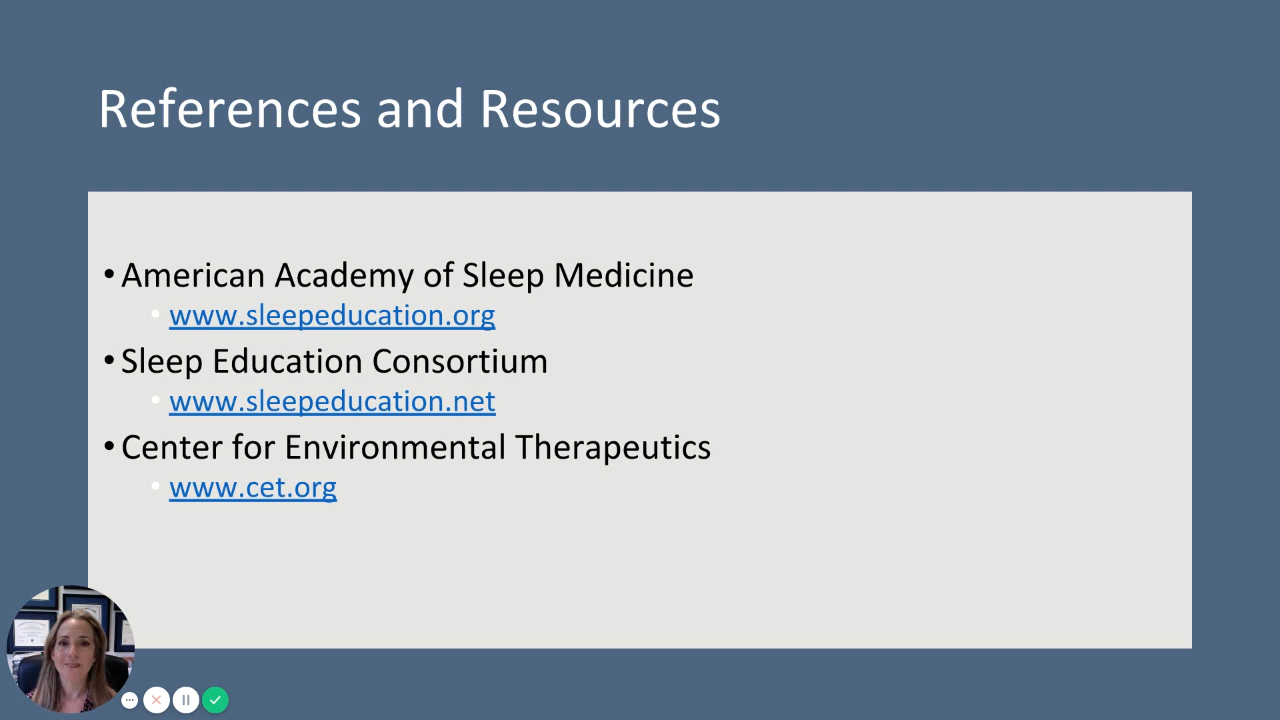 References and Resources
• American Academy of Sleep Medicine
• www.sleepeducation.org
• Sleep Education Consortium
• www.sleepeducation.net
• Center for Environmental Therapeutics
• www.cet.org